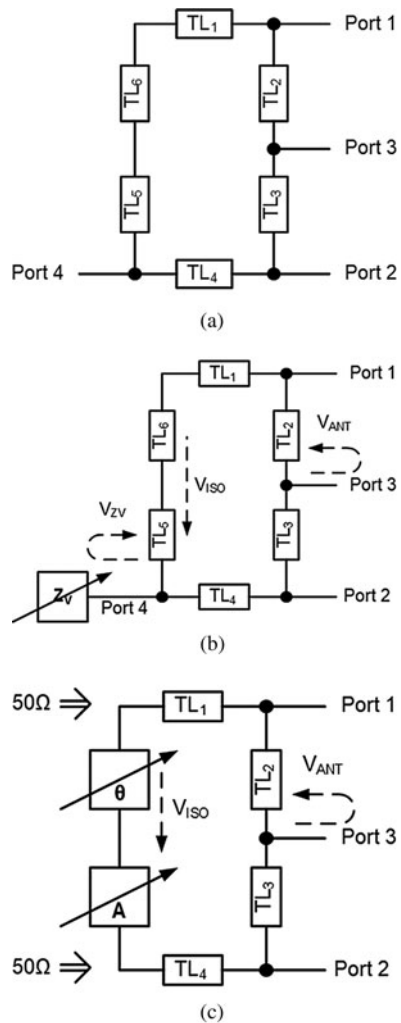 TL1
Port 1
TL6
TL2
Port 3
TL5
TL3
Port 4
TL4
Port 2
(a)
TL1
Port 1
TL6
TL2
VANT
VISO
Port 3
VZV
TL5
TL3
ZV
Port 4
TL4
Port 2
(b)
50Ω
TL1
Port 1
θ
TL2
VANT
VISO
Port 3
A
TL3
50Ω
TL4
Port 2
(c)